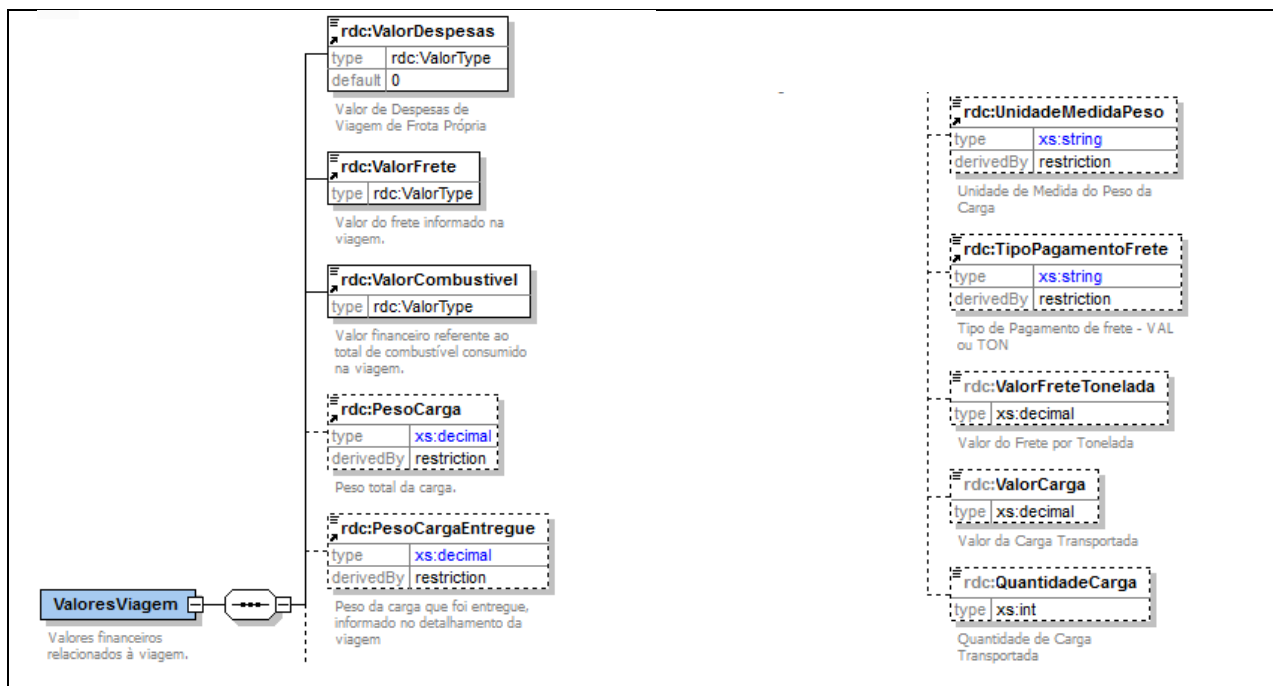 rdc:ValorDespesas
type rdc:ValorType
default 0
Valor de Despesas de
Viagem de Frota Própria
rdc:ValorFrete
type rdc:ValorType
Valor do frete informado na
viagem.
rdc:ValorCombustivel
type rdc:ValorType
Valor financeiro referente ao
total de combustível consumido
na viagem.
rdc:PesoCarga
type xs:decimal
derivedBy restriction
Peso total da carga.
rdc:PesoCargaEntregue
type xs:decimal
derivedBy restriction
Peso da carga que foi entregue,
informado no detalhamento da
viagem
ValoresViagem
Valores financeiros
relacionados à viagem.
rdc:UnidadeMedidaPeso
type xs:string
derivedBy restriction
Unidade de Medida do Peso da
Carga
rdc:TipoPagamentoFrete
type xs:string
derivedBy restriction
Tipo de Pagamento de frete - VAL
ou TON
rdc:ValorFreteTonelada
type xs:decimal
Valor do Frete por Tonelada
rdc:ValorCarga
type xs:decimal
Valor da Carga Transportada
rdc:QuantidadeCarga
type xs:int
Quantidade de Carga
Transportada